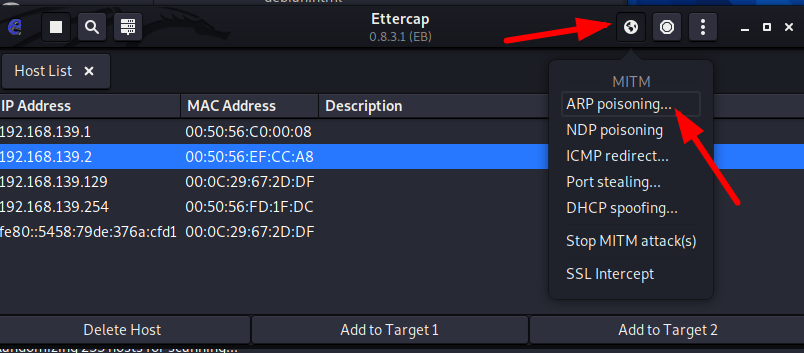 Ettercap
0.8.3.1 (EB)
Host List ×
MITM
ARP poisoning...
NDP poisoning
ICMP redirect...
Port stealing...
DHCP spoofing...
Stop MITM attack(s)
SSL Intercept
IP Address MAC Address Description
192.168.139.1 00:50:56:C0:00:08
192.168.139.2 00:50:56:EF:CC:A8
192.168.139.129 00:0C:29:67:2D:DF
192.168.139.254 00:50:56:FD:1F:DC
fe80::5458:79de:376a:cfd1 00:0C:29:67:2D:DF
Delete Host Add to Target 1 Add to Target 2